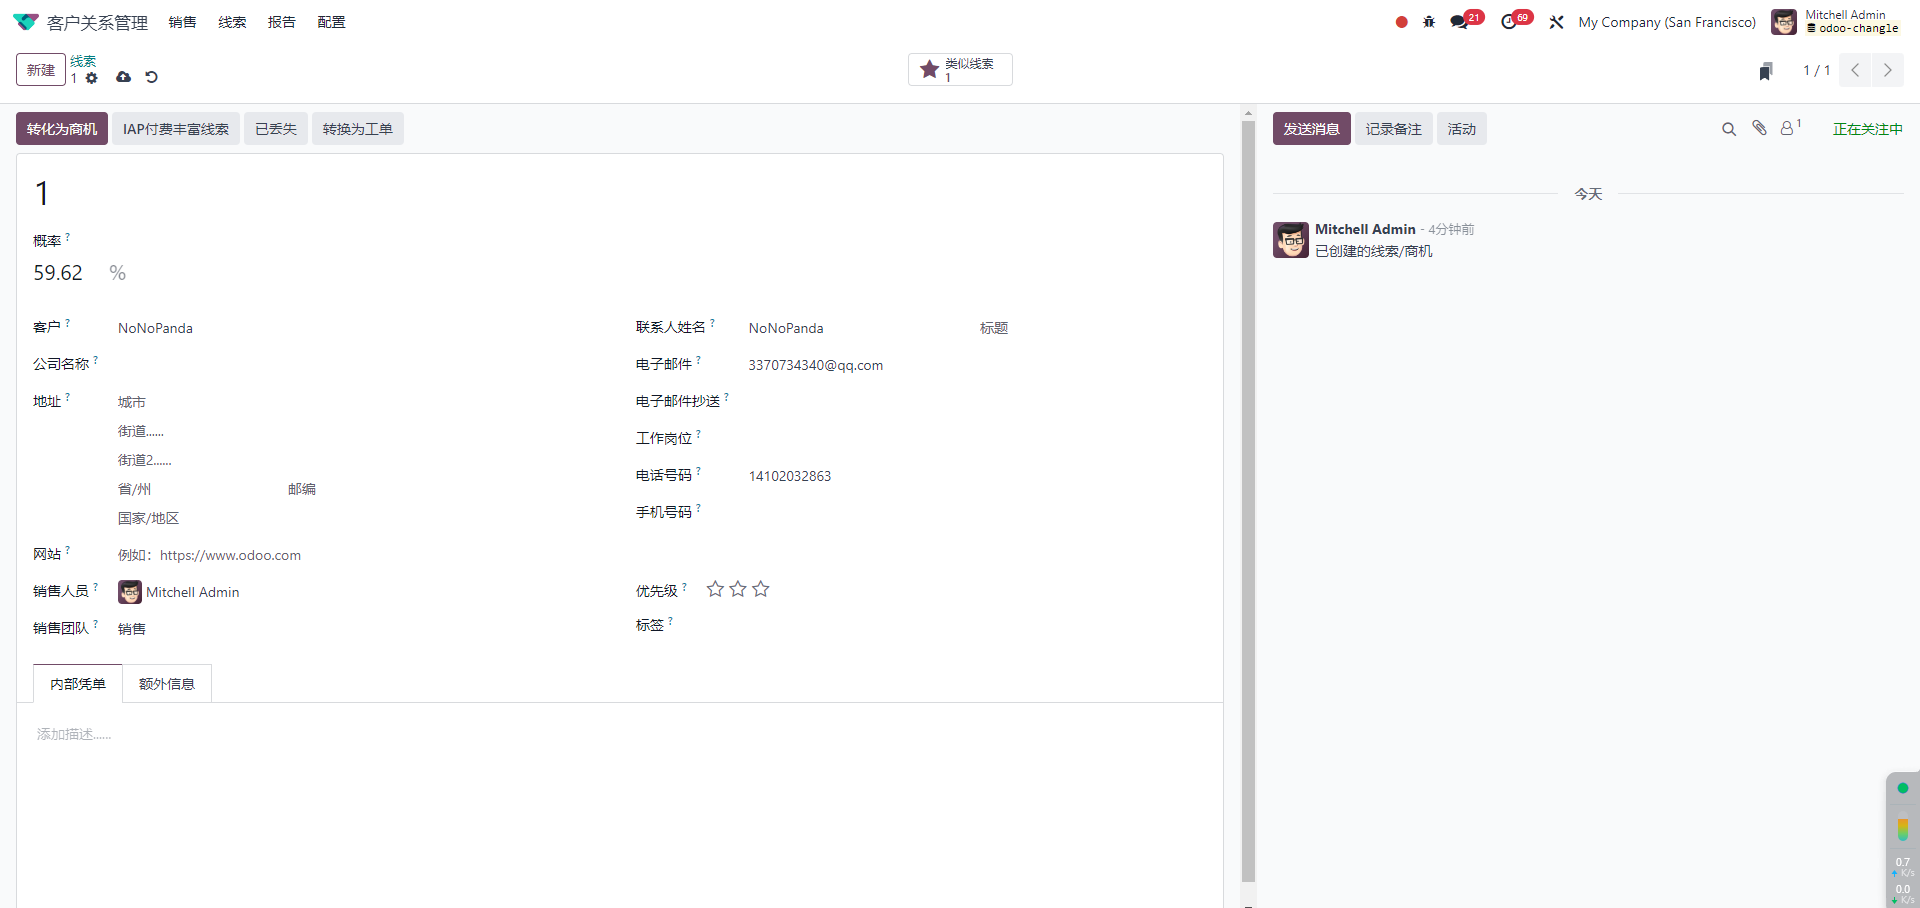 客户关系管理 销售 线索 报告 配置 21 69 My Company (San Francisco) Mitchell Admin
odoo-changle
新建 线索
1
类似线索
1
1 / 1
转化为商机 IAP付费丰富线索 已丢失 转换为工单
发送消息 记录备注 活动 1 正在关注中
1
今天
概率 ?
59.62 %
Mitchell Admin - 4分钟前
已创建的线索/商机
客户 ? NoNoPanda
联系人姓名 ? NoNoPanda 标题
公司名称 ?
电子邮件 ? 3370734340@qq.com
地址 ? 城市
电子邮件抄送 ?
街道......
工作岗位 ?
街道2......
电话号码 ? 14102032863
省/州 邮编
手机号码 ?
国家/地区
网站 ? 例如：https://www.odoo.com
销售人员 ? Mitchell Admin
优先级 ?
销售团队 ? 销售
标签 ?
内部凭单 额外信息
添加描述......
0.7
K/s
0.0
K/s